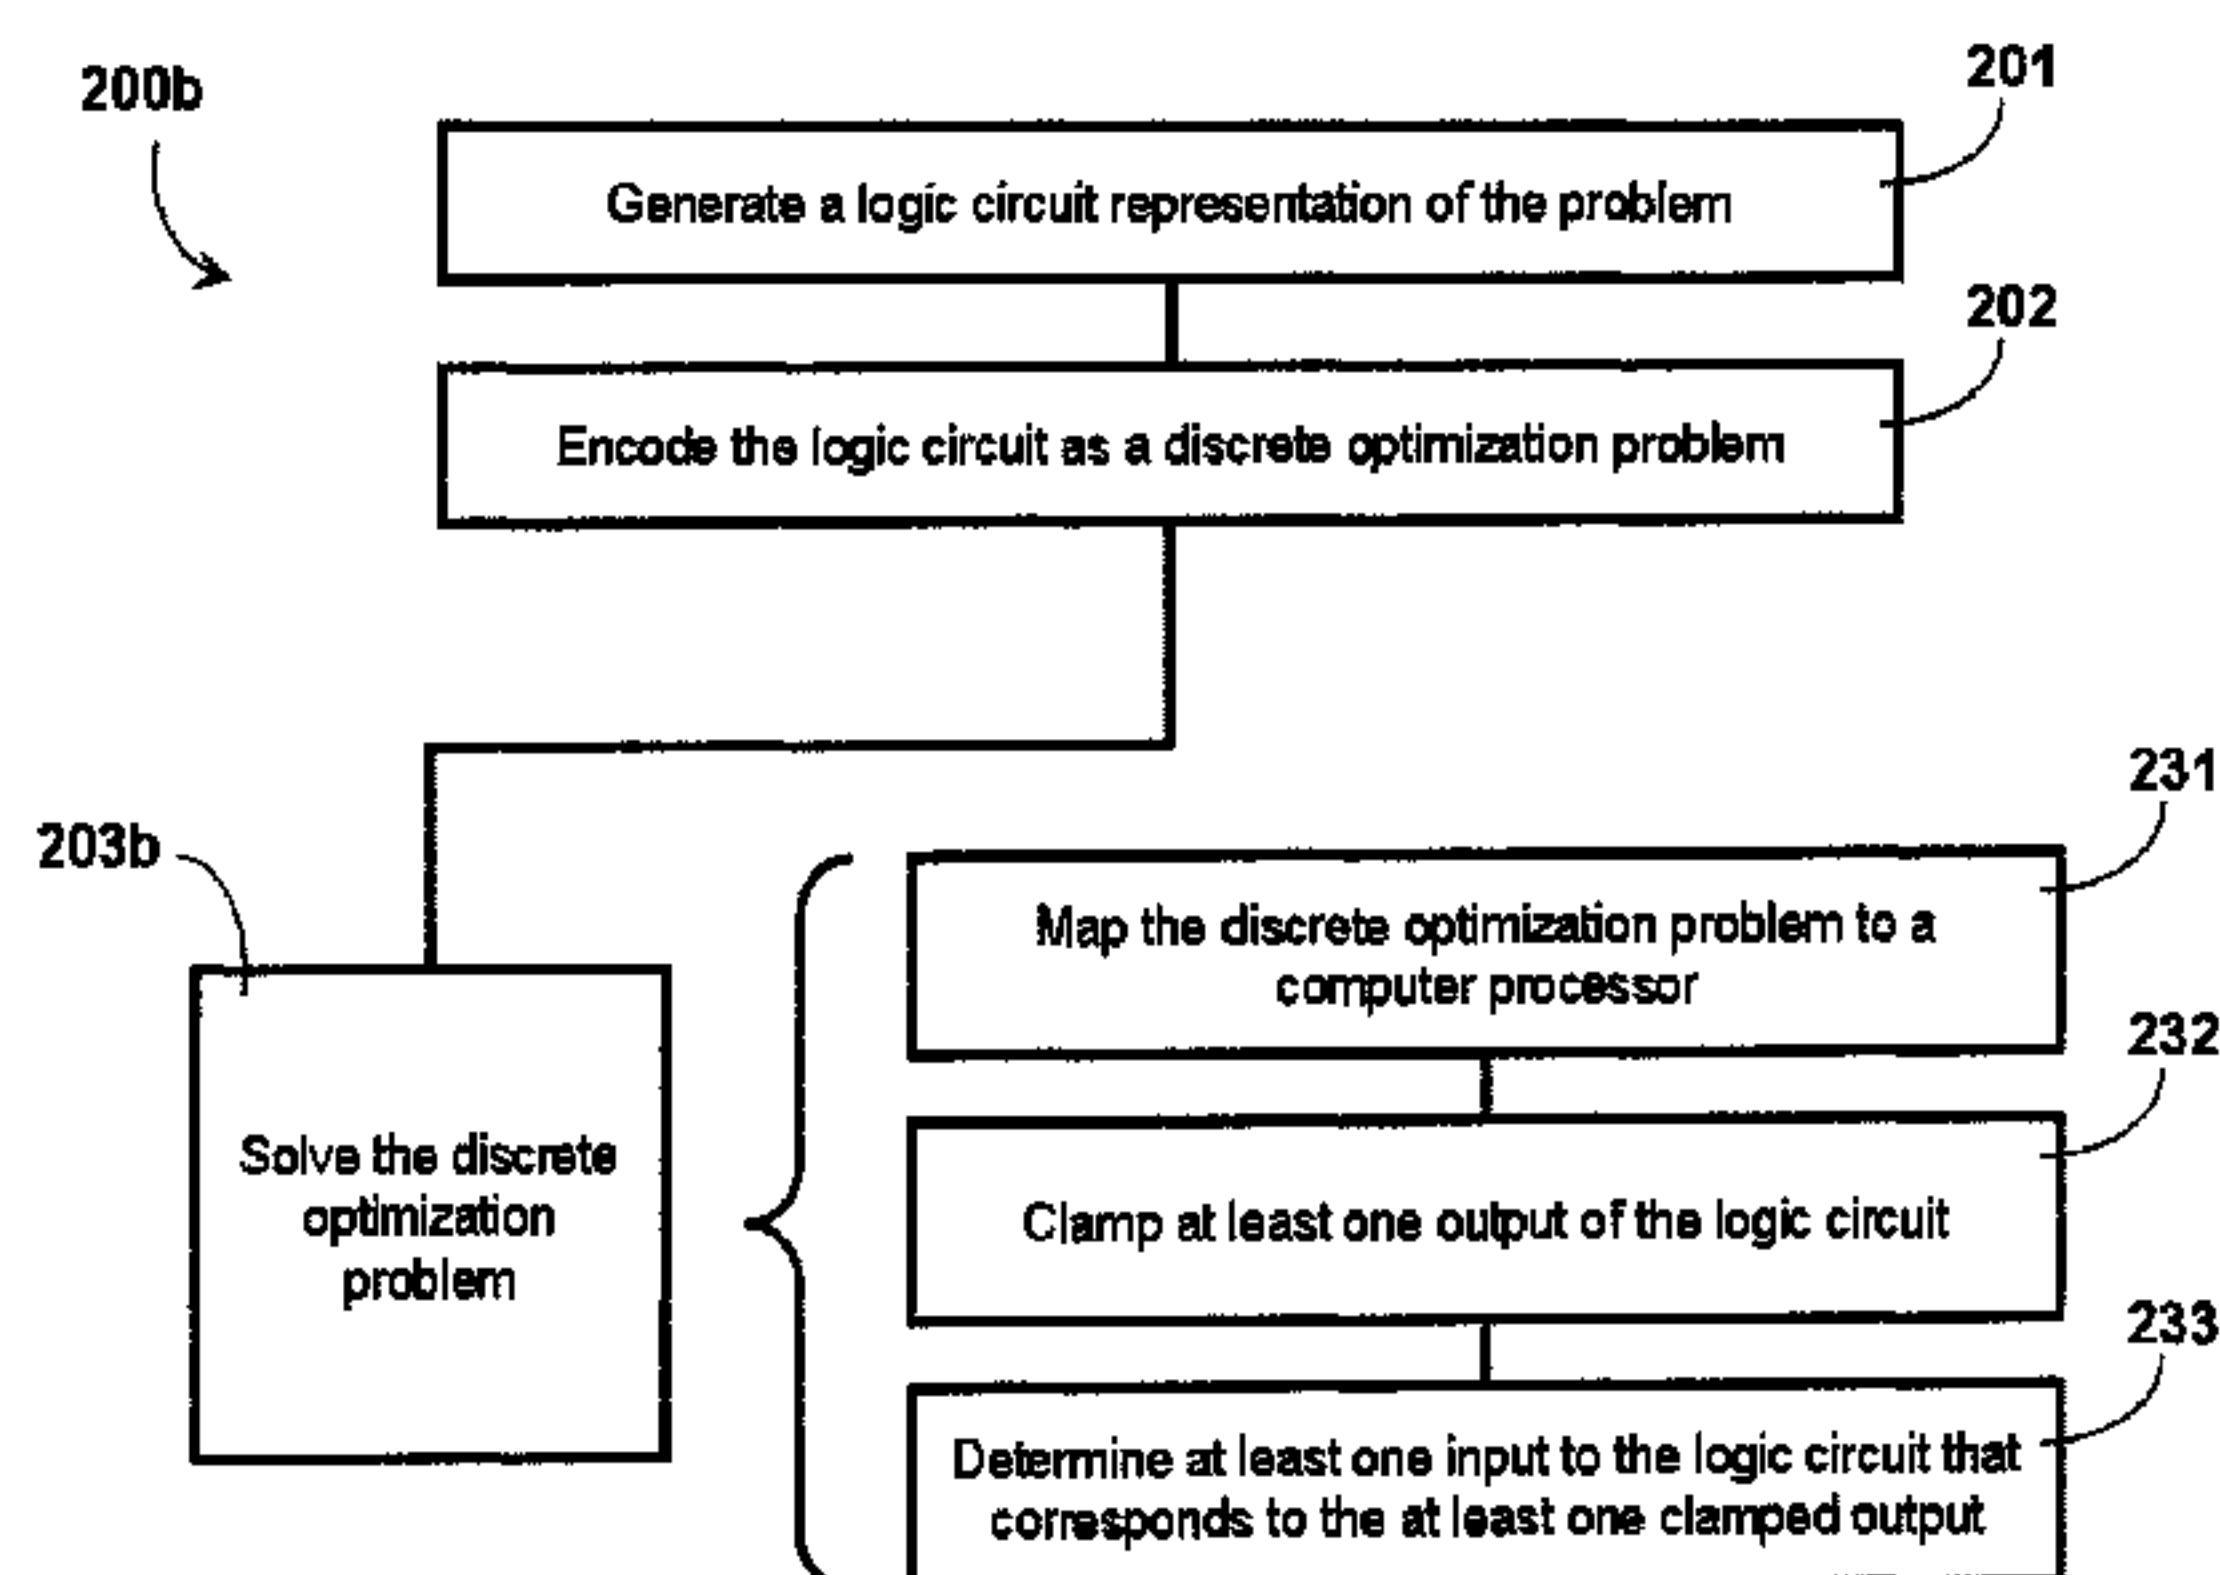 200b
201
Generate a logic circuit representation of the problem
202
Encode the logic circuit as a discrete optimization problem
231
203b
Map the discrete optimization problem to a
computer processor
232
Solve the discrete
optimization
problem
Clamp at least one output of the logic circuit
233
Determine at least one input to the logic circuit that
corresponds to the at least one clamped output